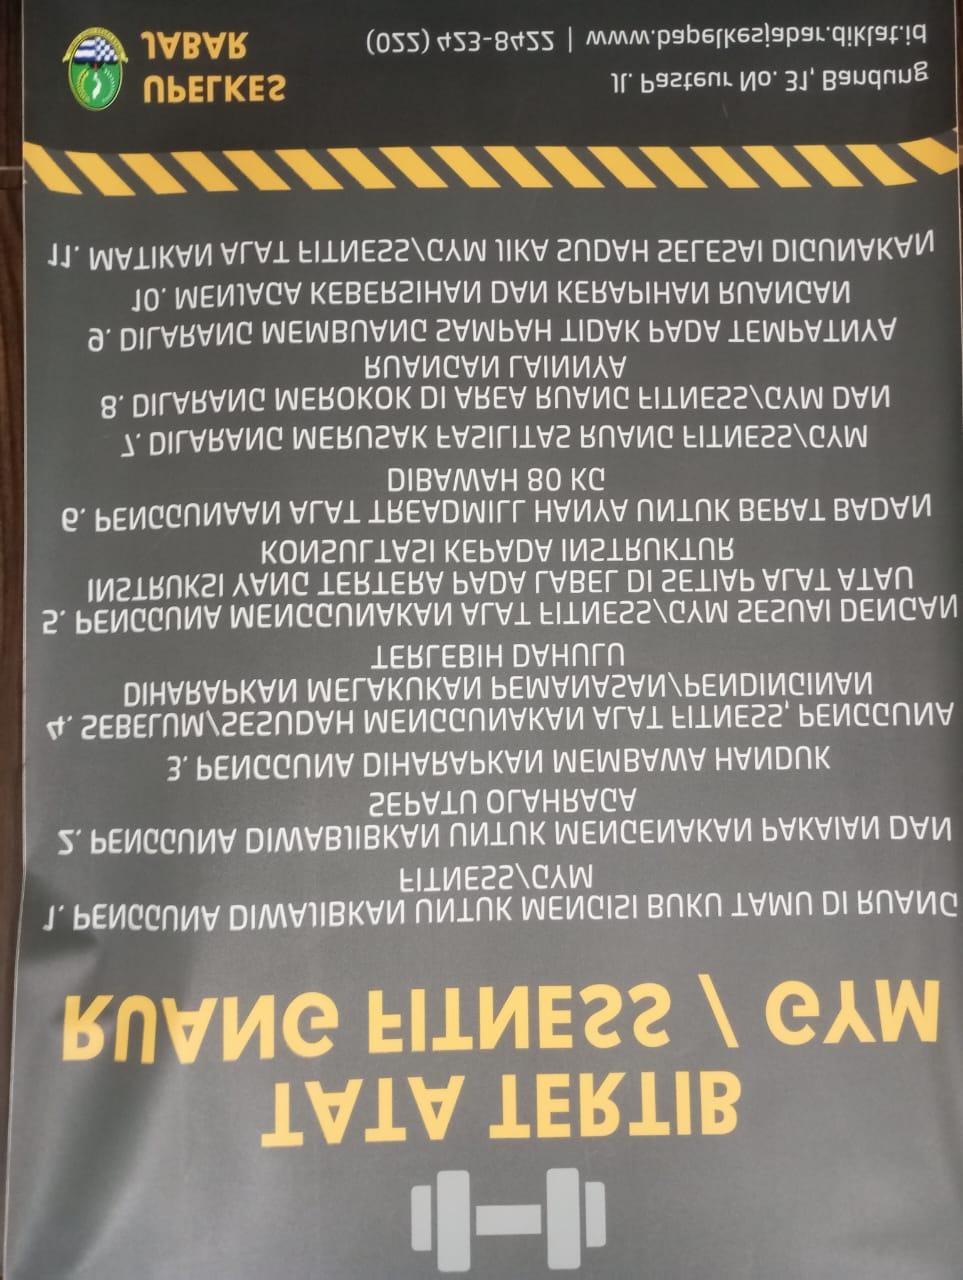 TATA TERTIB
RUANG FITNESS / GYM
1. PENGGUNA DIWAJIBKAN UNTUK MENGISI BUKU TAMU DI RUANG
FITNESS/GYM
2. PENGGUNA DIWABJIBKAN UNTUK MENGENAKAN PAKAIAN DAN
SEPATU OLAHRAGA
3. PENGGUNA DIHARAPKAN MEMBAWA HANDUK
4. SEBELUM/SESUDAH MENGGUNAKAN ALAT FITNESS, PENGGUNA
DIHARAPKAN MELAKUKAN PEMANASAN/PENDINGINAN
TERLEBIH DAHULU
5. PENGGUNA MENGGUNAKAN ALAT FITNESS/GYM SESUAI DENGAN
INSTRUKSI YANG TERTERA PADA LABEL DI SETIAP ALAT ATAU
KONSULTASI KEPADA INSTRUKTUR
6. PENGGUNAAN ALAT TREADMILL HANYA UNTUK BERAT BADAN
DIBAWAH 80 KG
7. DILARANG MERUSAK FASILITAS RUANG FITNESS/GYM
8. DILARANG MEROKOK DI AREA RUANG FITNESS/GYM DAN
RUANGAN LAINNYA
9. DILARANG MEMBUANG SAMPAH TIDAK PADA TEMPATNYA
10. MENJAGA KEBERSIHAN DAN KERAPIHAN RUANGAN
11. MATIKAN ALAT FITNESS/GYM JIKA SUDAH SELESAI DIGUNAKAN
UPELKES
JABAR
Jl. Pasteur No. 31, Bandung
(022) 423-8422 | www.bapelkesjabar.diklat.id